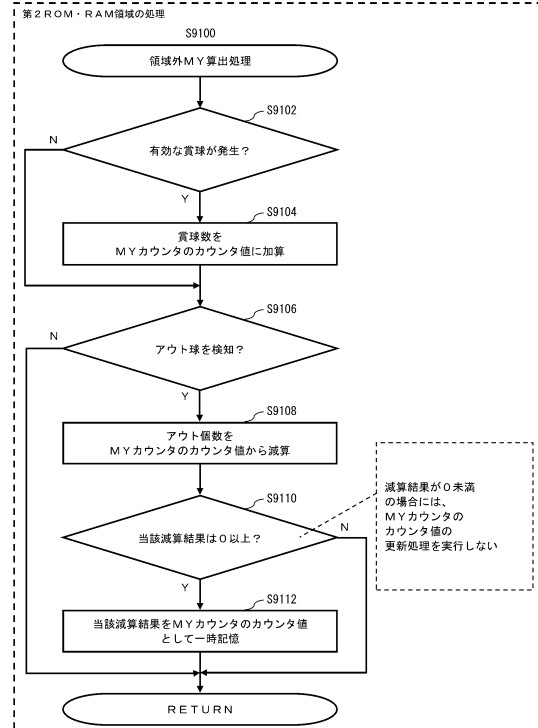 第２ＲＯＭ・ＲＡＭ領域の処理
S9100
領域外ＭＹ算出処理
S9102
N
有効な賞球が発生？
Y
S9104
賞球数を
ＭＹカウンタのカウンタ値に加算
S9106
N
アウト球を検知？
Y
S9108
アウト個数を
ＭＹカウンタのカウンタ値から減算
S9110
当該減算結果は０以上？
N
減算結果が０未満
の場合には、
ＭＹカウンタの
カウンタ値の
更新処理を実行しない
Y
S9112
当該減算結果をＭＹカウンタのカウンタ値
として一時記憶
ＲＥＴＵＲＮ